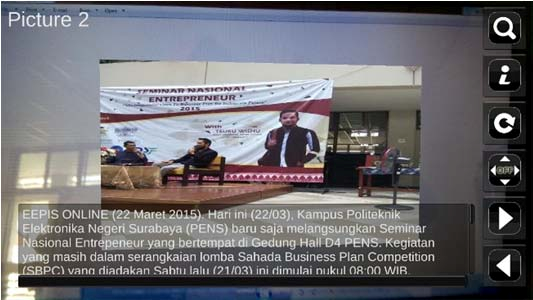 Picture 2
SEMINAR NASIONAL
ENTREPRENEUR
2015
With
TEUKU WISNU
OFF
EEPIS ONLINE (22 Maret 2015), Hari ini (22/03), Kampus Politeknik
Elektronika Negeri Surabaya (PENS) baru saja melangsungkan Seminar
Nasional Entrepeneur yang bertempat di Gedung Hall D4 PENS. Kegiatan
yang masih dalam serangkaian lomba Sahada Business Plan Competition
(SBPC) yang diadakan Sabtu lalu (21/03) ini dimulai pukul 08:00 WIB.